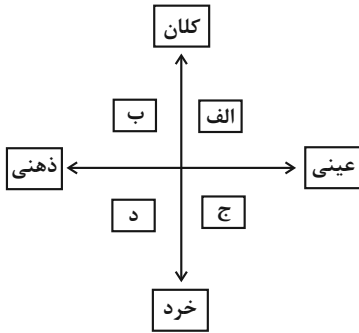 کلان
الف
ب
عینی
ذهنی
ج
د
خرد